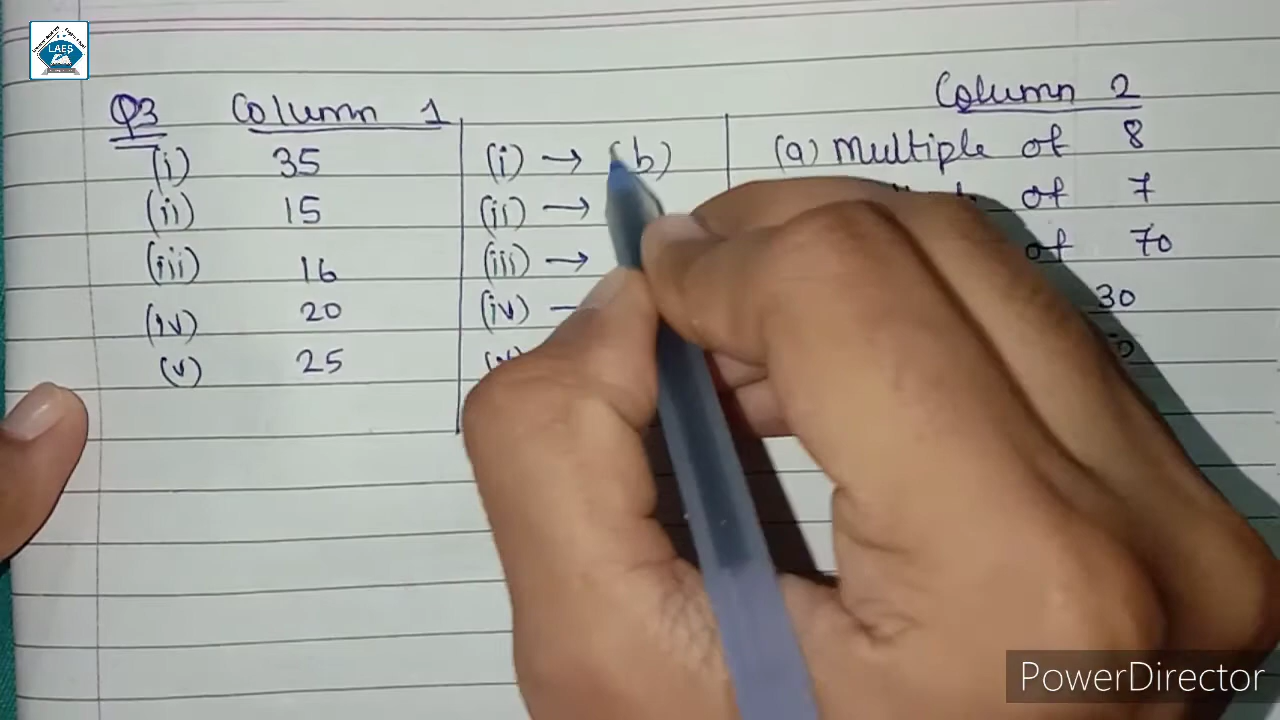 LAES
Q3 Column 1 Column 2
(i) 35 (i) → (b) (a) Multiple of 8
(ii) 15 (ii) → of 7
(iii) 16 (iii) → of 70
(iv) 20 (iv) 30
(v) 25
PowerDirector